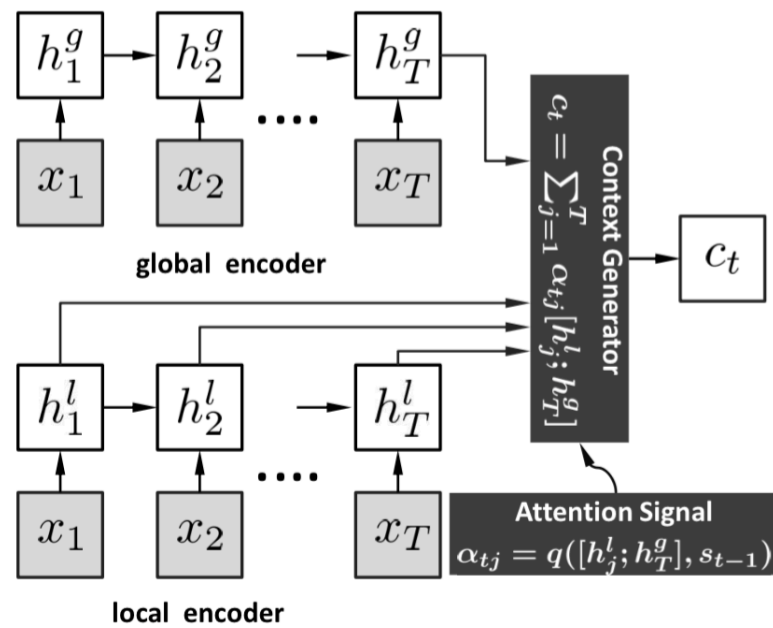 h_1^g h_2^g h_T^g
x_1 x_2 .... x_T
global encoder
Context Generator
c_t = \sum_{j=1}^{T} α_{tj}[h_j^l; h_T^g]
c_t
h_1^l h_2^l h_T^l
x_1 x_2 .... x_T
local encoder
Attention Signal
α_{tj} = q([h_j^l; h_T^g], s_{t-1})